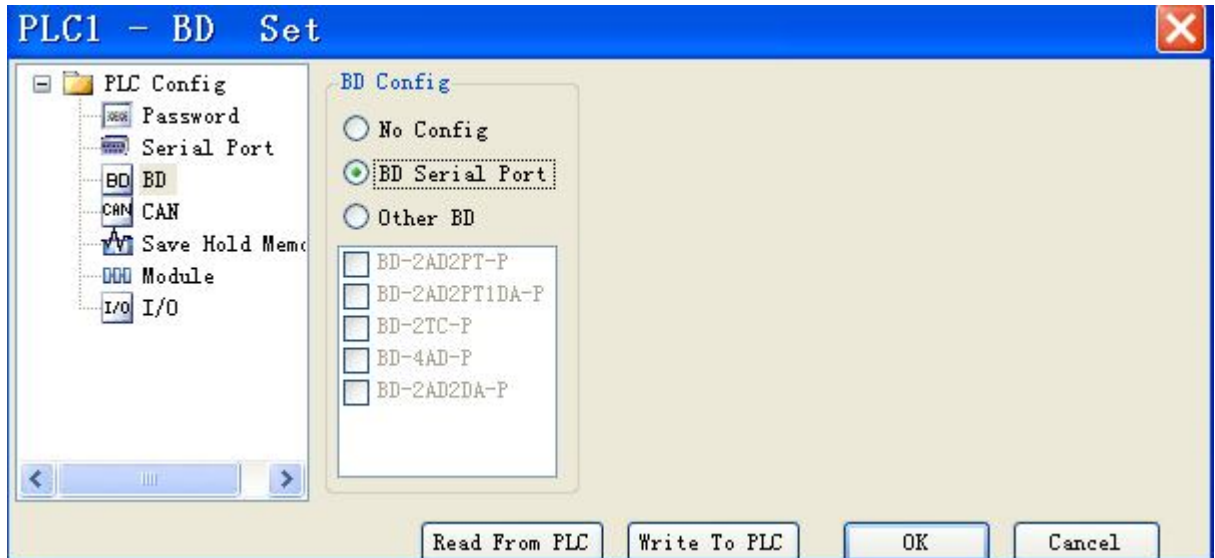 PLC1 - BD Set
PLC Config
Password
Serial Port
BD BD
CAN CAN
Save Hold Memo
Module
I/O I/O
BD Config
No Config
BD Serial Port
Other BD
BD-2AD2PT-P
BD-2AD2PT1DA-P
BD-2TC-P
BD-4AD-P
BD-2AD2DA-P
Read From PLC
Write To PLC
OK
Cancel